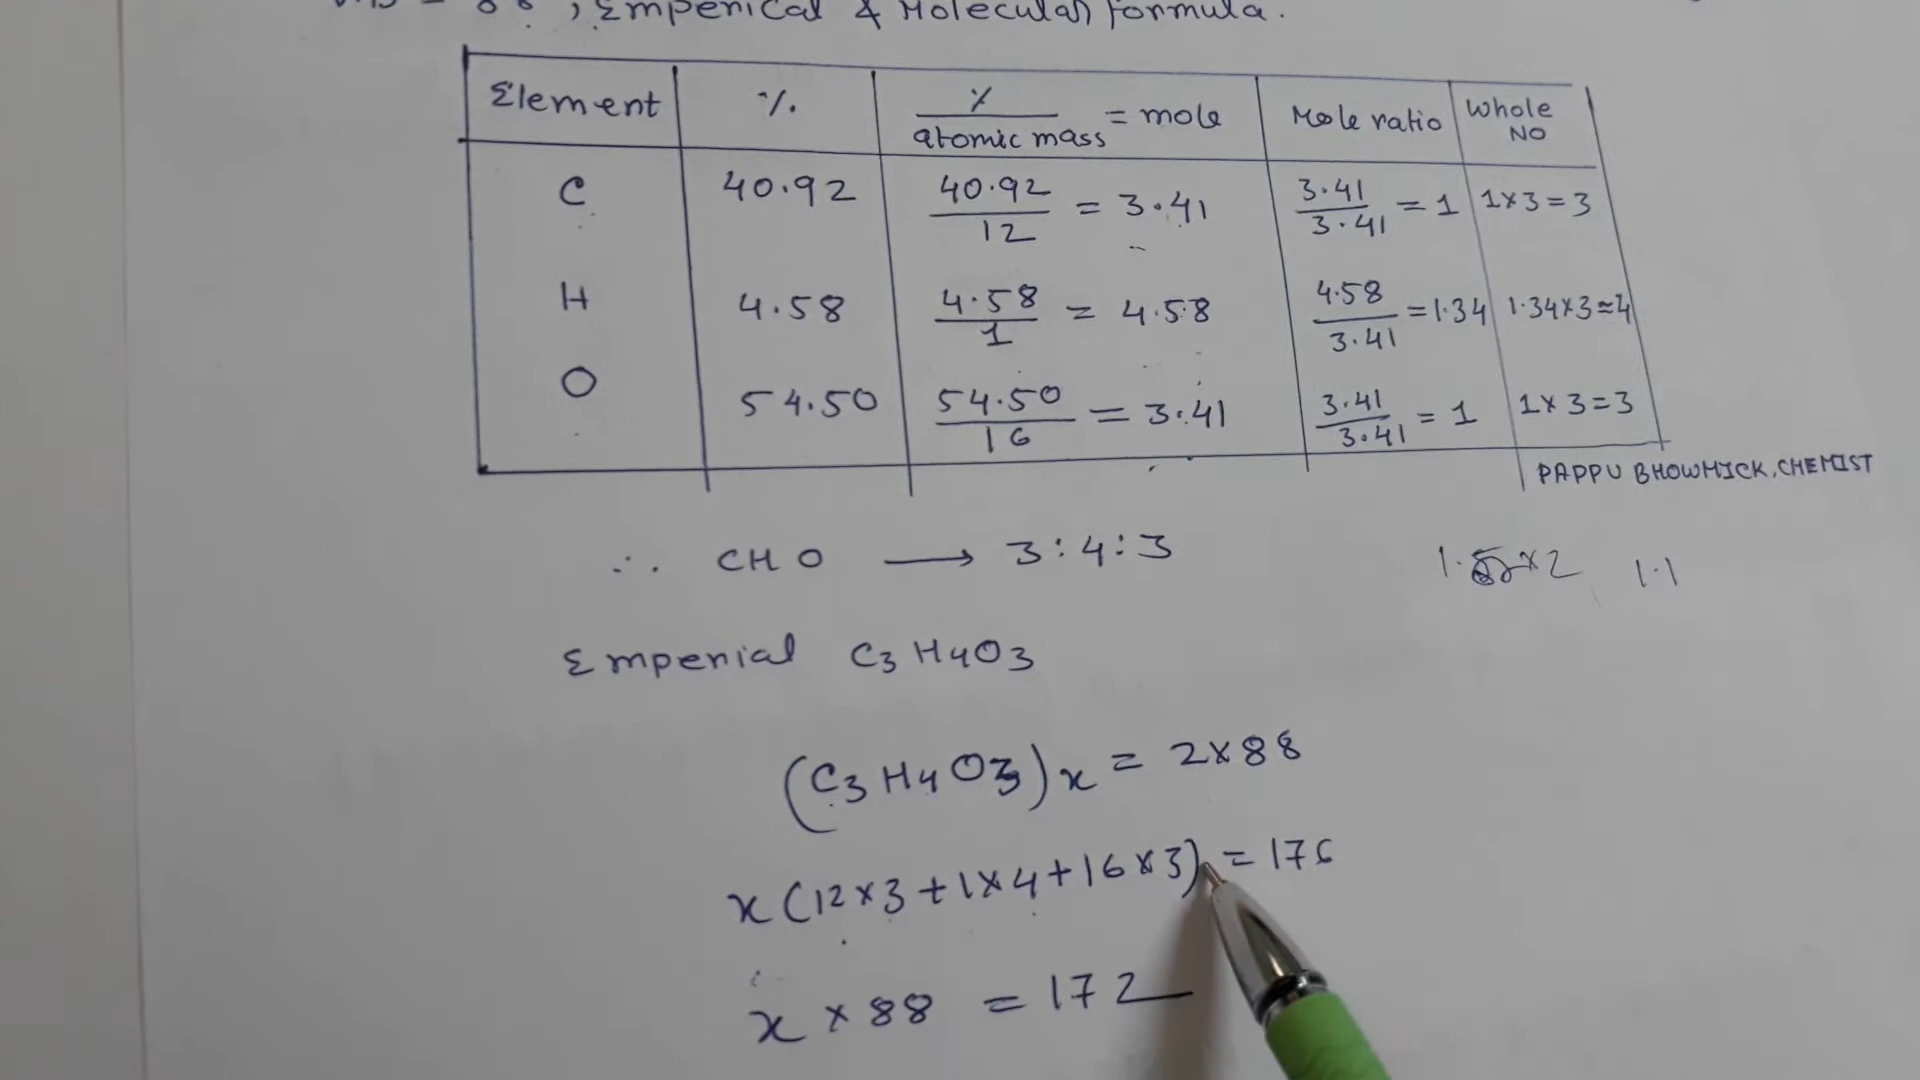 = 88, Emperical & Molecular formula.
Element % %/atomic mass = mole Mole ratio Whole NO
C 40.92 40.92/12 = 3.41 3.41/3.41 = 1 1×3=3
H 4.58 4.58/1 = 4.58 4.58/3.41 = 1.34 1.34×3≈4
O 54.50 54.50/16 = 3.41 3.41/3.41 = 1 1×3=3
PAPPU BHOWMICK, CHEMIST
∴ CHO → 3:4:3
1.5×2 1.1
Emperial C3H4O3
(C3H4O3)x = 2×88
x(12×3+1×4+16×3) = 176
x × 88 = 172